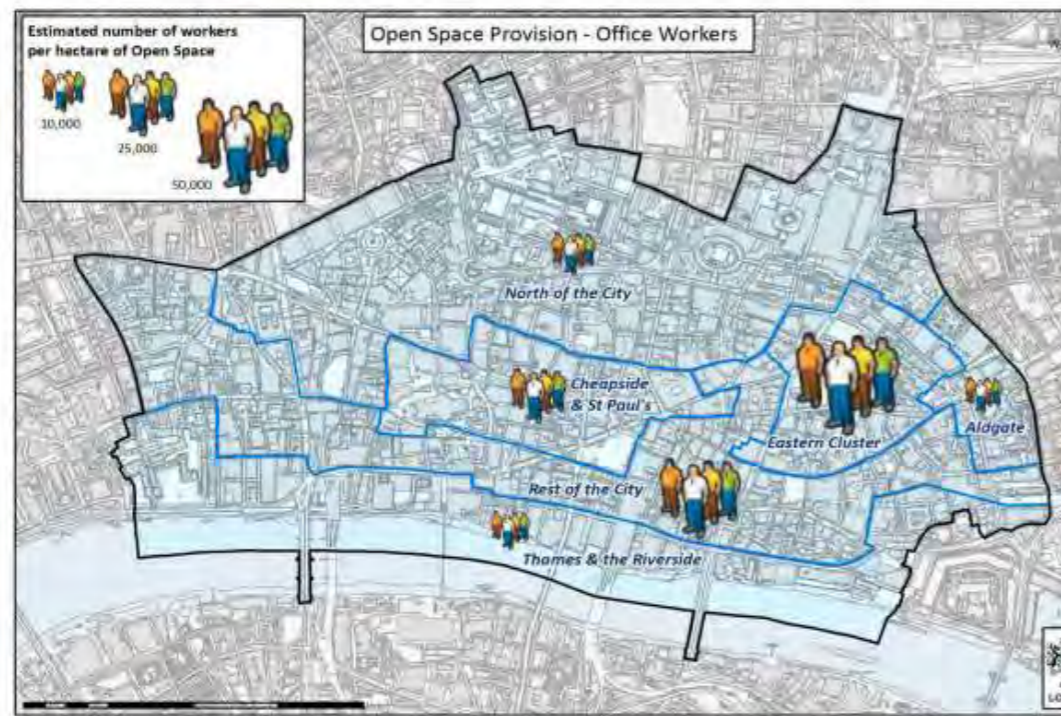 Open Space Provision - Office Workers
Estimated number of workers
per hectare of Open Space
10,000
25,000
50,000
North of the City
Cheapside
& St Paul's
Eastern Cluster
Aldgate
Rest of the City
Thames & the Riverside